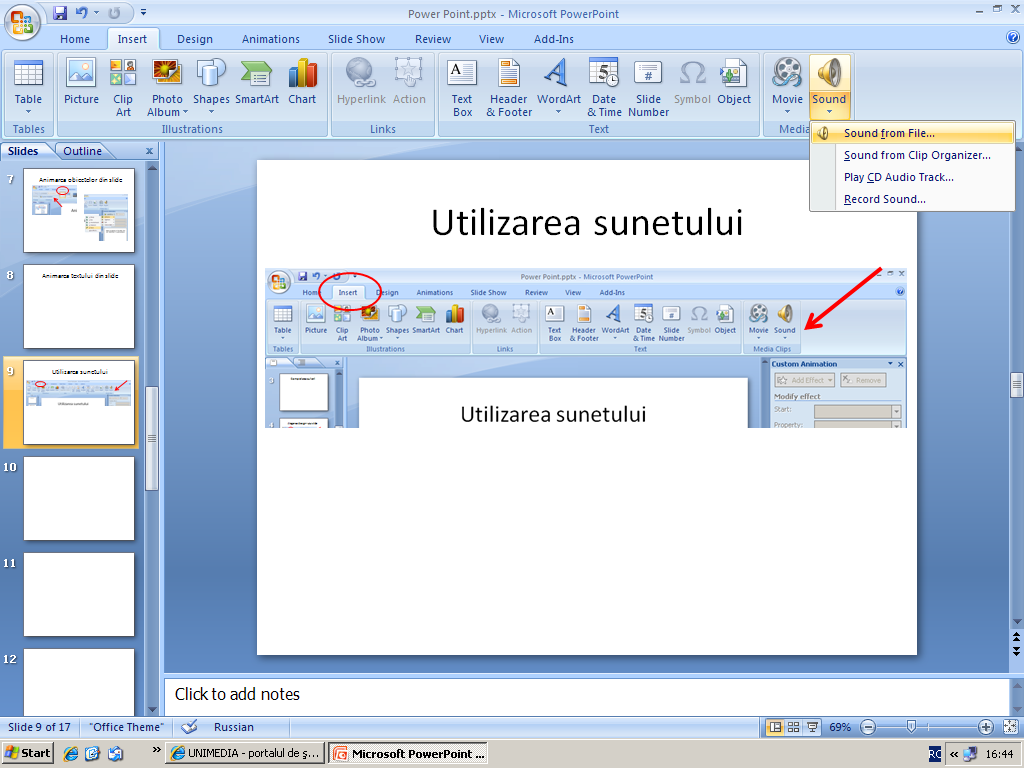 Power Point.pptx - Microsoft PowerPoint
Home Insert Design Animations Slide Show Review View Add-Ins
Table Picture Clip Art Photo Album Shapes SmartArt Chart Hyperlink Action Text Box Header & Footer WordArt Date & Time Slide Number Symbol Object Movie Sound
Tables Illustrations Links Text Media
Sound from File...
Sound from Clip Organizer...
Play CD Audio Track...
Record Sound...
Slides Outline
7
Animarea obiectelor din slide
8
Animarea textului din slide
9
Utilizarea sunetului
Utilizarea sunetului
10
11
12
Utilizarea sunetului
Power Point.pptx - Microsoft PowerPoint
Home Insert Design Animations Slide Show Review View Add-Ins
Table Picture Clip Art Photo Album Shapes SmartArt Chart Hyperlink Action Text Box Header & Footer WordArt Date & Time Slide Number Symbol Object Movie Sound
Tables Illustrations Links Text Media Clips
Custom Animation
Add Effect Remove
Modify effect
Start:
Property:
3
4
Utilizarea sunetului
Click to add notes
Slide 9 of 17 "Office Theme" Russian 69%
Start » UNIMEDIA - portalul de ș... Microsoft PowerPoint ... RO « 16:44